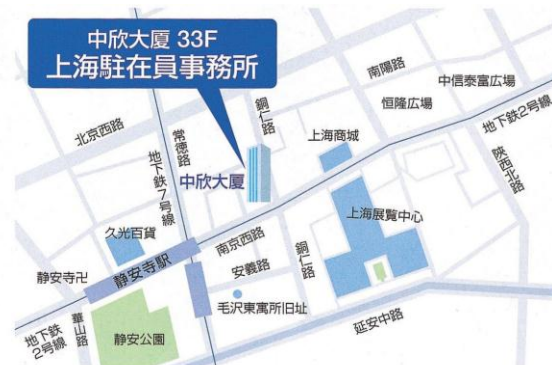 中欣大厦 33F
上海駐在員事務所
南陽路
中信泰富広場
銅仁路
恒隆広場
地下鉄2号線
北京西路
常徳路
上海商城
陝西北路
地下鉄7号線
中欣大厦
久光百貨
上海展覧中心
南京西路
静安寺卍
静安寺駅
安義路
銅仁路
毛沢東寓所旧址
地下鉄
2号線
華山路
静安公園
延安中路